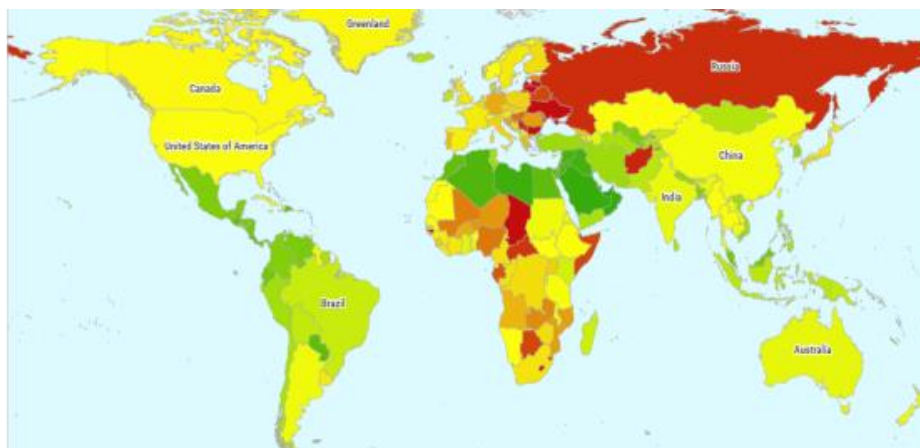 Greenland
Russia
Canada
United States of America
China
India
Brazil
Australia